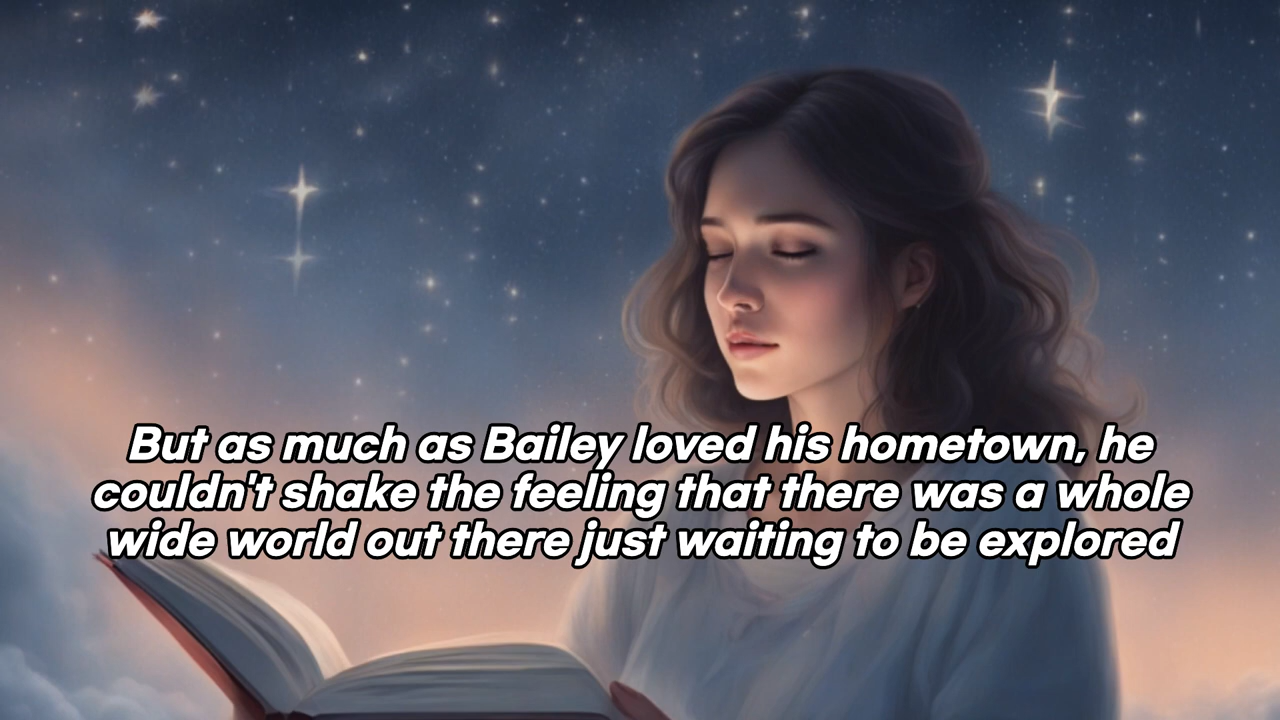 But as much as Bailey loved his hometown, he
couldn't shake the feeling that there was a whole
wide world out there just waiting to be explored